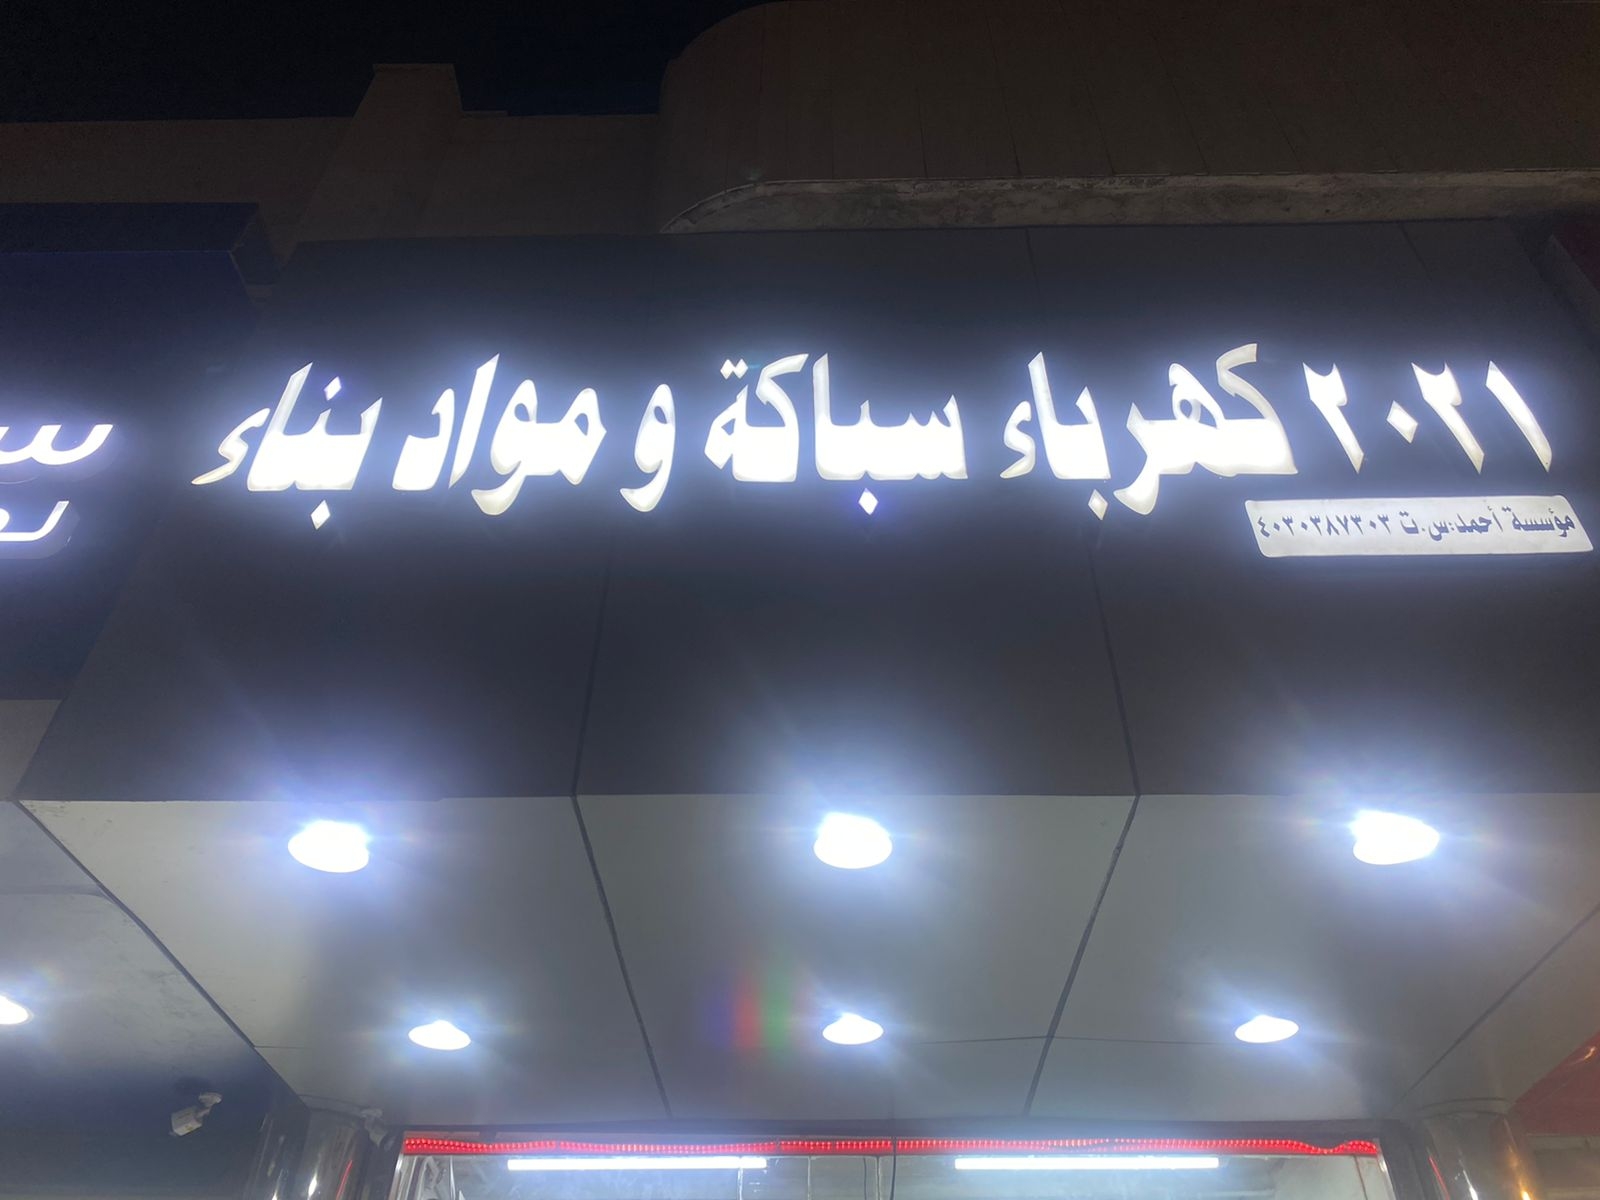 ٢٠٢١ كهرباء سباكة و مواد بناء
مؤسسة أحمد:س.ت ٤٠٣٠٣٨٧٣٠٣